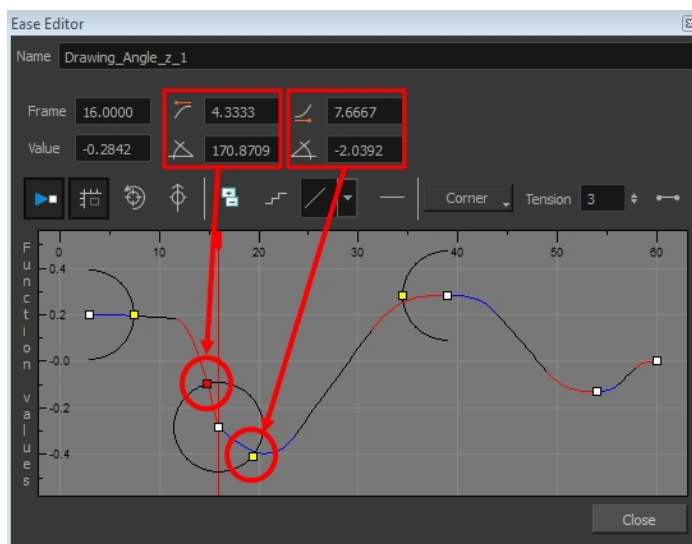 Ease Editor
Name Drawing_Angle_z_1
Frame 16.0000 4.3333 7.6667
Value -0.2842 170.8709 -2.0392
Corner Tension 3
0 10 20 30 40 50 60
Function values
0.4
-0.2
-0.0
-0.2
-0.4
Close